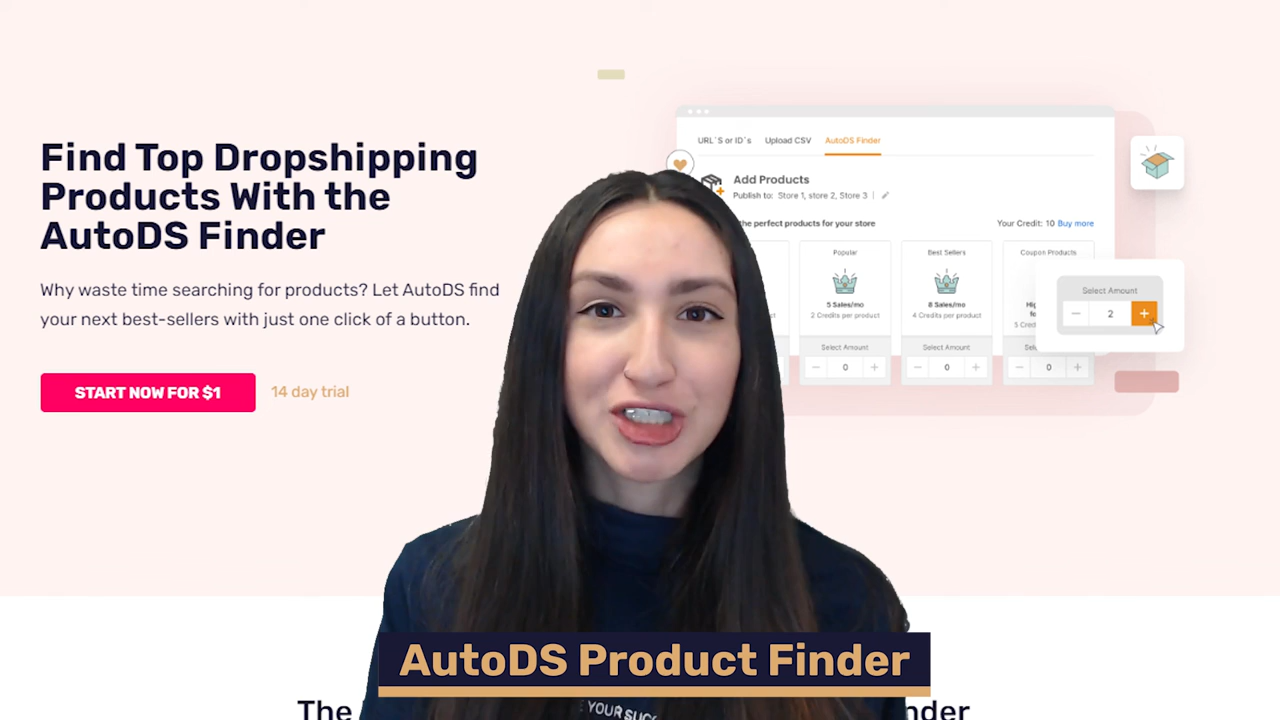 Find Top Dropshipping
Products With the
AutoDS Finder
Why waste time searching for products? Let AutoDS find
your next best-sellers with just one click of a button.
START NOW FOR $1
14 day trial
URL`S or ID`s
Upload CSV
AutoDS Finder
Add Products
Publish to: Store 1, store 2, Store 3
the perfect products for your store
Your Credit: 10 Buy more
Popular
5 Sales/mo
2 Credits per product
Select Amount
0
Best Sellers
8 Sales/mo
4 Credits per product
Select Amount
0
Coupon Products
0
Select Amount
2
AutoDS Product Finder
The
YOUR